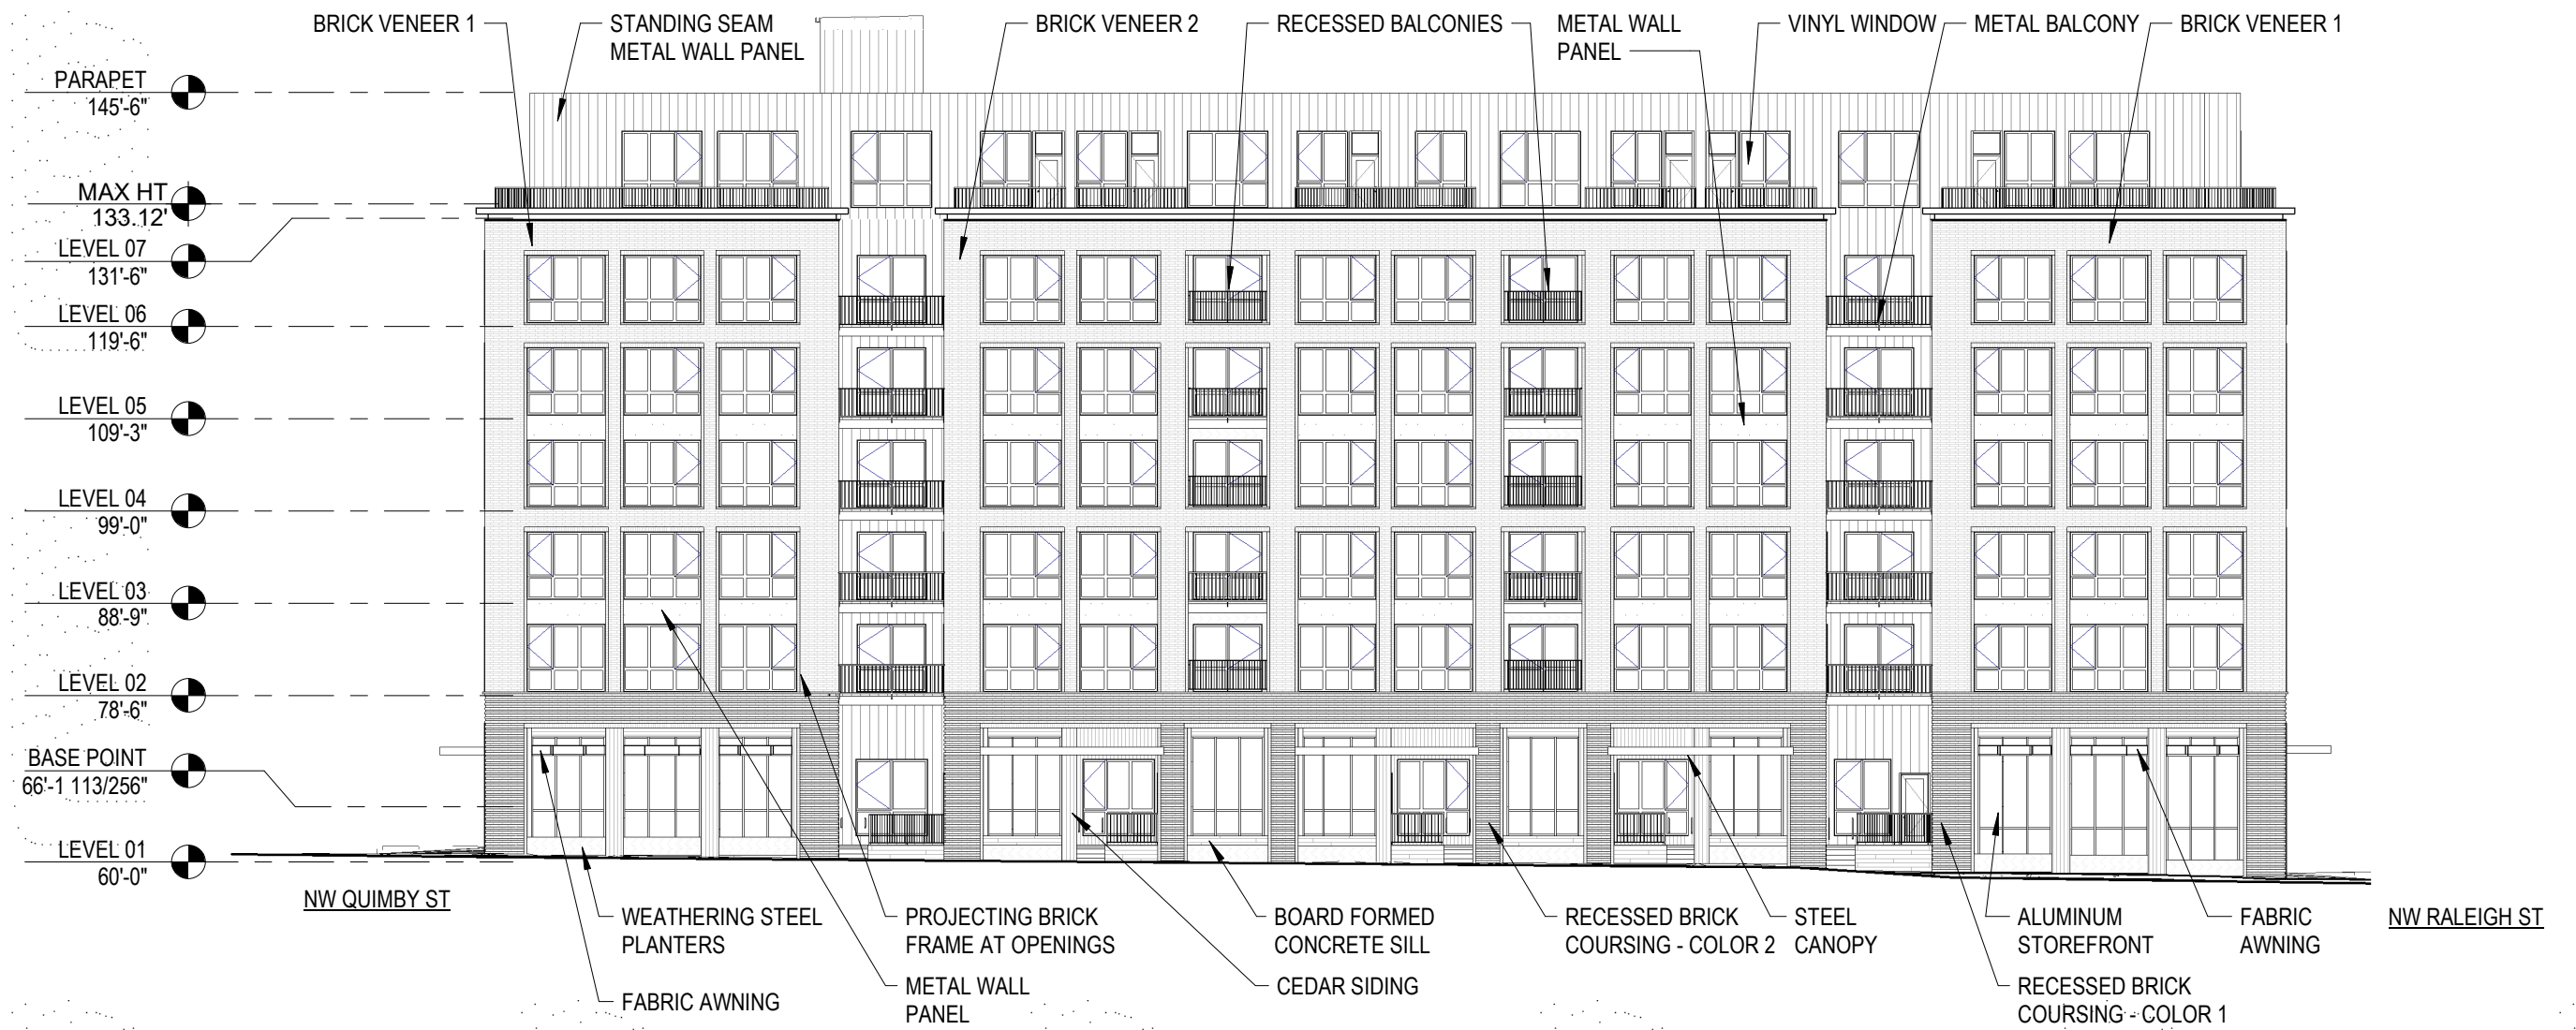 BRICK VENEER 1
STANDING SEAM
METAL WALL PANEL
BRICK VENEER 2
RECESSED BALCONIES
METAL WALL
PANEL
VINYL WINDOW
METAL BALCONY
BRICK VENEER 1
PARAPET
145'-6"
MAX HT
133.12'
LEVEL 07
131'-6"
LEVEL 06
119'-6"
LEVEL 05
109'-3"
LEVEL 04
99'-0"
LEVEL 03
88'-9"
LEVEL 02
78'-6"
BASE POINT
66'-1 113/256"
LEVEL 01
60'-0"
NW QUIMBY ST
WEATHERING STEEL
PLANTERS
FABRIC AWNING
PROJECTING BRICK
FRAME AT OPENINGS
METAL WALL
PANEL
BOARD FORMED
CONCRETE SILL
CEDAR SIDING
RECESSED BRICK
COURSING - COLOR 2
STEEL
CANOPY
ALUMINUM
STOREFRONT
RECESSED BRICK
COURSING - COLOR 1
FABRIC
AWNING
NW RALEIGH ST